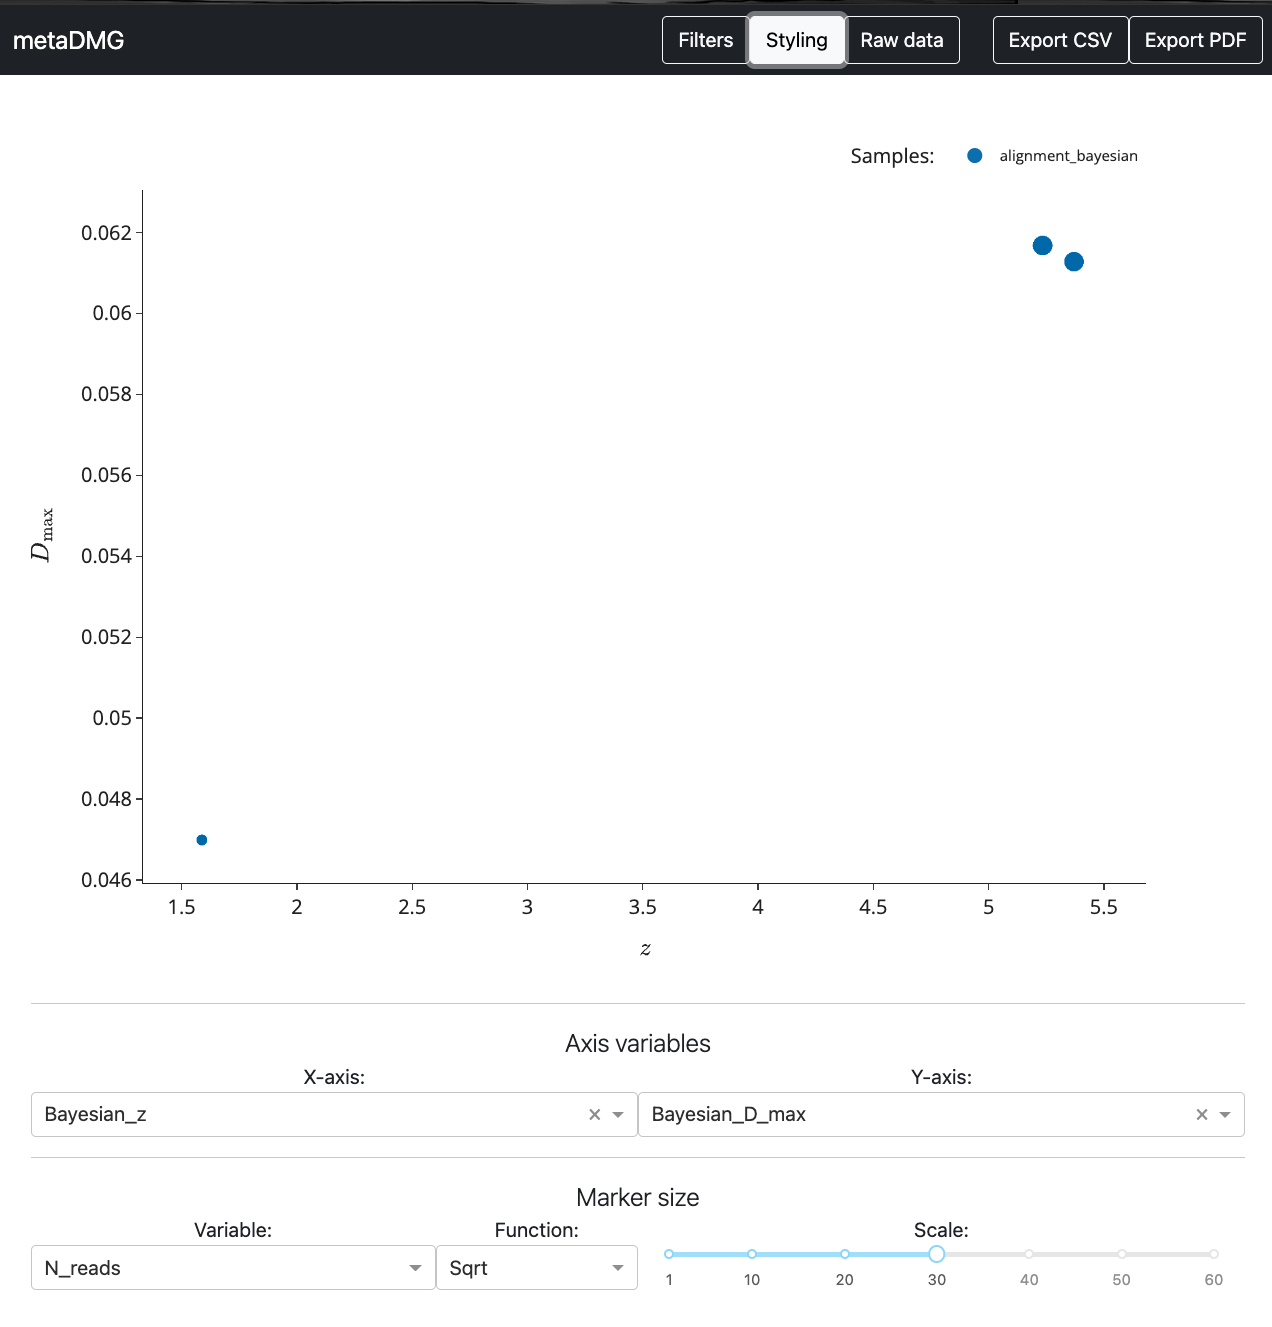 metaDMG Filters Styling Raw data Export CSV Export PDF
Samples: alignment_bayesian
0.062
0.06
0.058
0.056
0.054
0.052
0.05
0.048
0.046
D_max
1.5 2 2.5 3 3.5 4 4.5 5 5.5
z
Axis variables
X-axis: Y-axis:
Bayesian_z × Bayesian_D_max ×
Marker size
Variable: Function: Scale:
N_reads Sqrt
1 10 20 30 40 50 60